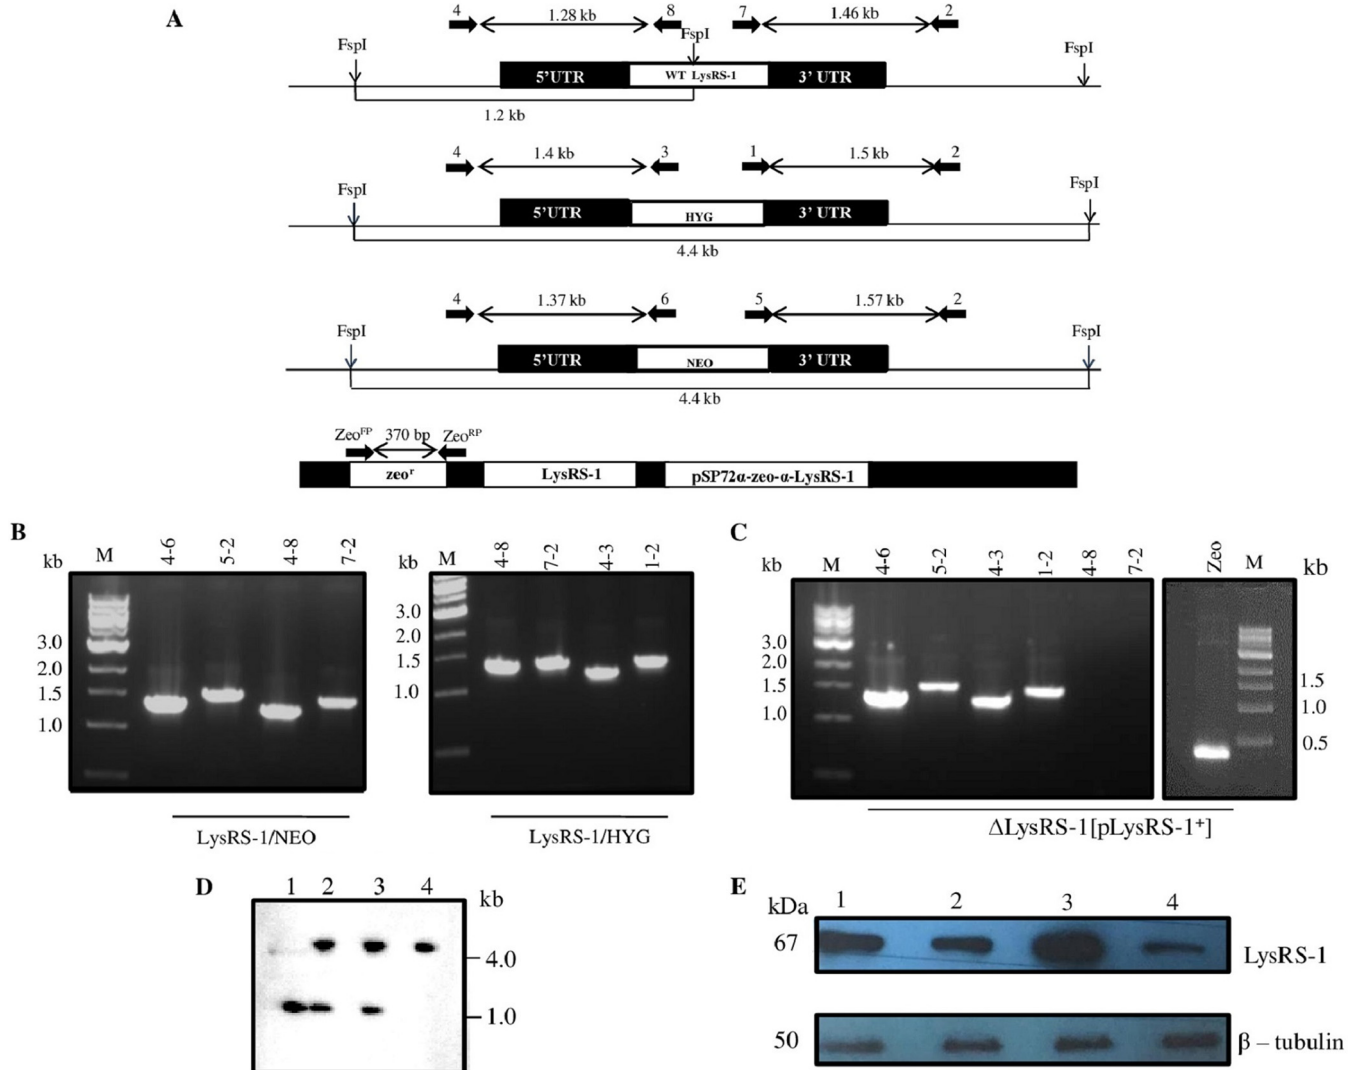 A
4 1.28 kb 8 7 1.46 kb 2
FspI FspI FspI
5’UTR WT LysRS-1 3’ UTR
1.2 kb
4 1.4 kb 3 1 1.5 kb 2
FspI FspI
5’UTR HYG 3’ UTR
4.4 kb
4 1.37 kb 6 5 1.57 kb 2
FspI FspI
5’UTR NEO 3’ UTR
4.4 kb
Zeoᶠᴾ 370 bp Zeoᴿᴾ
zeoʳ LysRS-1 pSP72α-zeo-α-LysRS-1
B
kb M 4-6 5-2 4-8 7-2
3.0
2.0
1.5
1.0
LysRS-1/NEO
kb M 4-8 7-2 4-3 1-2
3.0
2.0
1.5
1.0
LysRS-1/HYG
C
kb M 4-6 5-2 4-3 1-2 4-8 7-2 Zeo M kb
3.0
2.0
1.5
1.0
1.5
1.0
0.5
ΔLysRS-1[pLysRS-1⁺]
D
1 2 3 4 kb
4.0
1.0
E
kDa 1 2 3 4
67 LysRS-1
50 β – tubulin